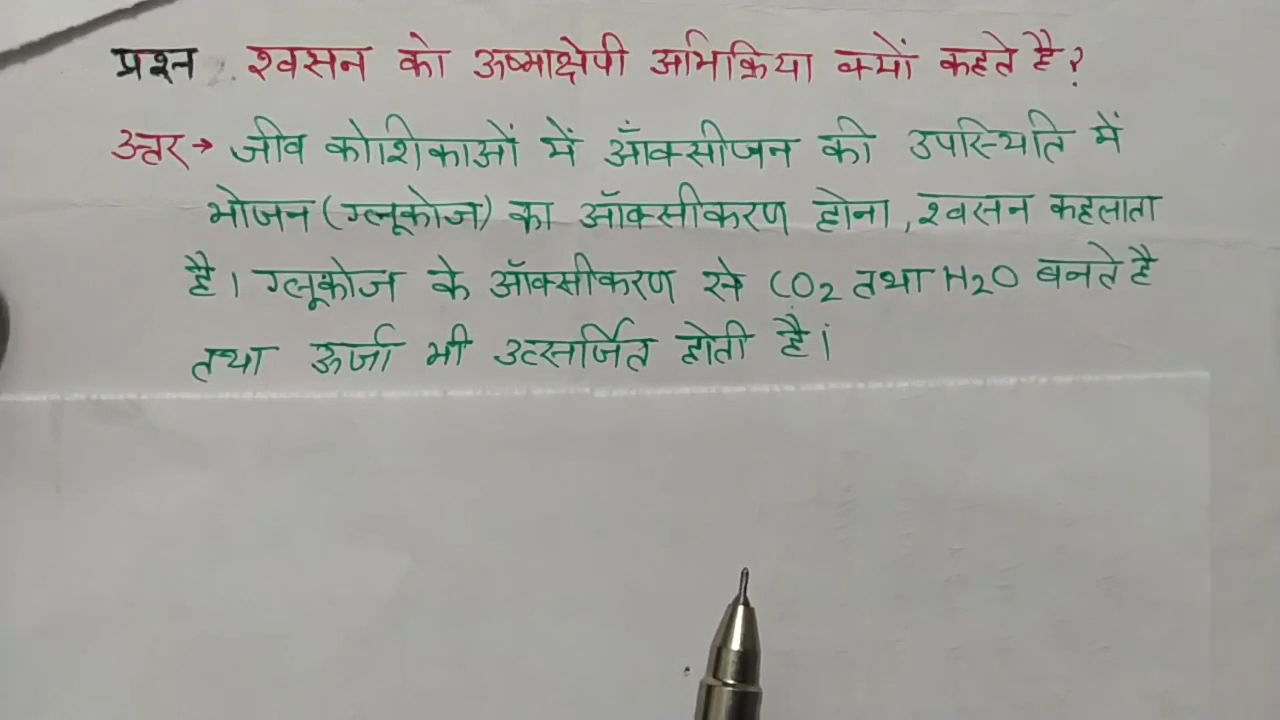 प्रश्न श्वसन को ऊष्माक्षेपी अभिक्रिया क्यों कहते है?
उत्तर → जीव कोशिकाओं में ऑक्सीजन की उपस्थिति में
भोजन (ग्लूकोज) का ऑक्सीकरण होना, श्वसन कहलाता
है। ग्लूकोज के ऑक्सीकरण से CO2 तथा H2O बनते है
तथा ऊर्जा भी उत्सर्जित होती है।